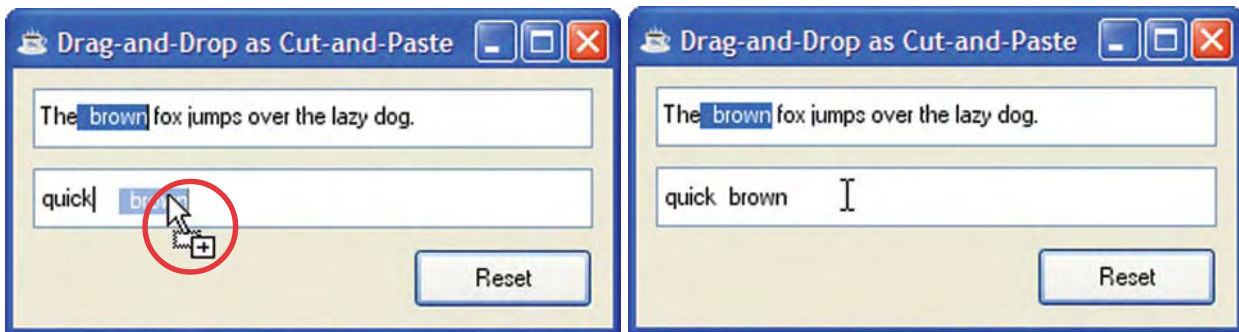 Drag-and-Drop as Cut-and-Paste
The brown fox jumps over the lazy dog.
quick brown
Reset
Drag-and-Drop as Cut-and-Paste
The brown fox jumps over the lazy dog.
quick brown
Reset